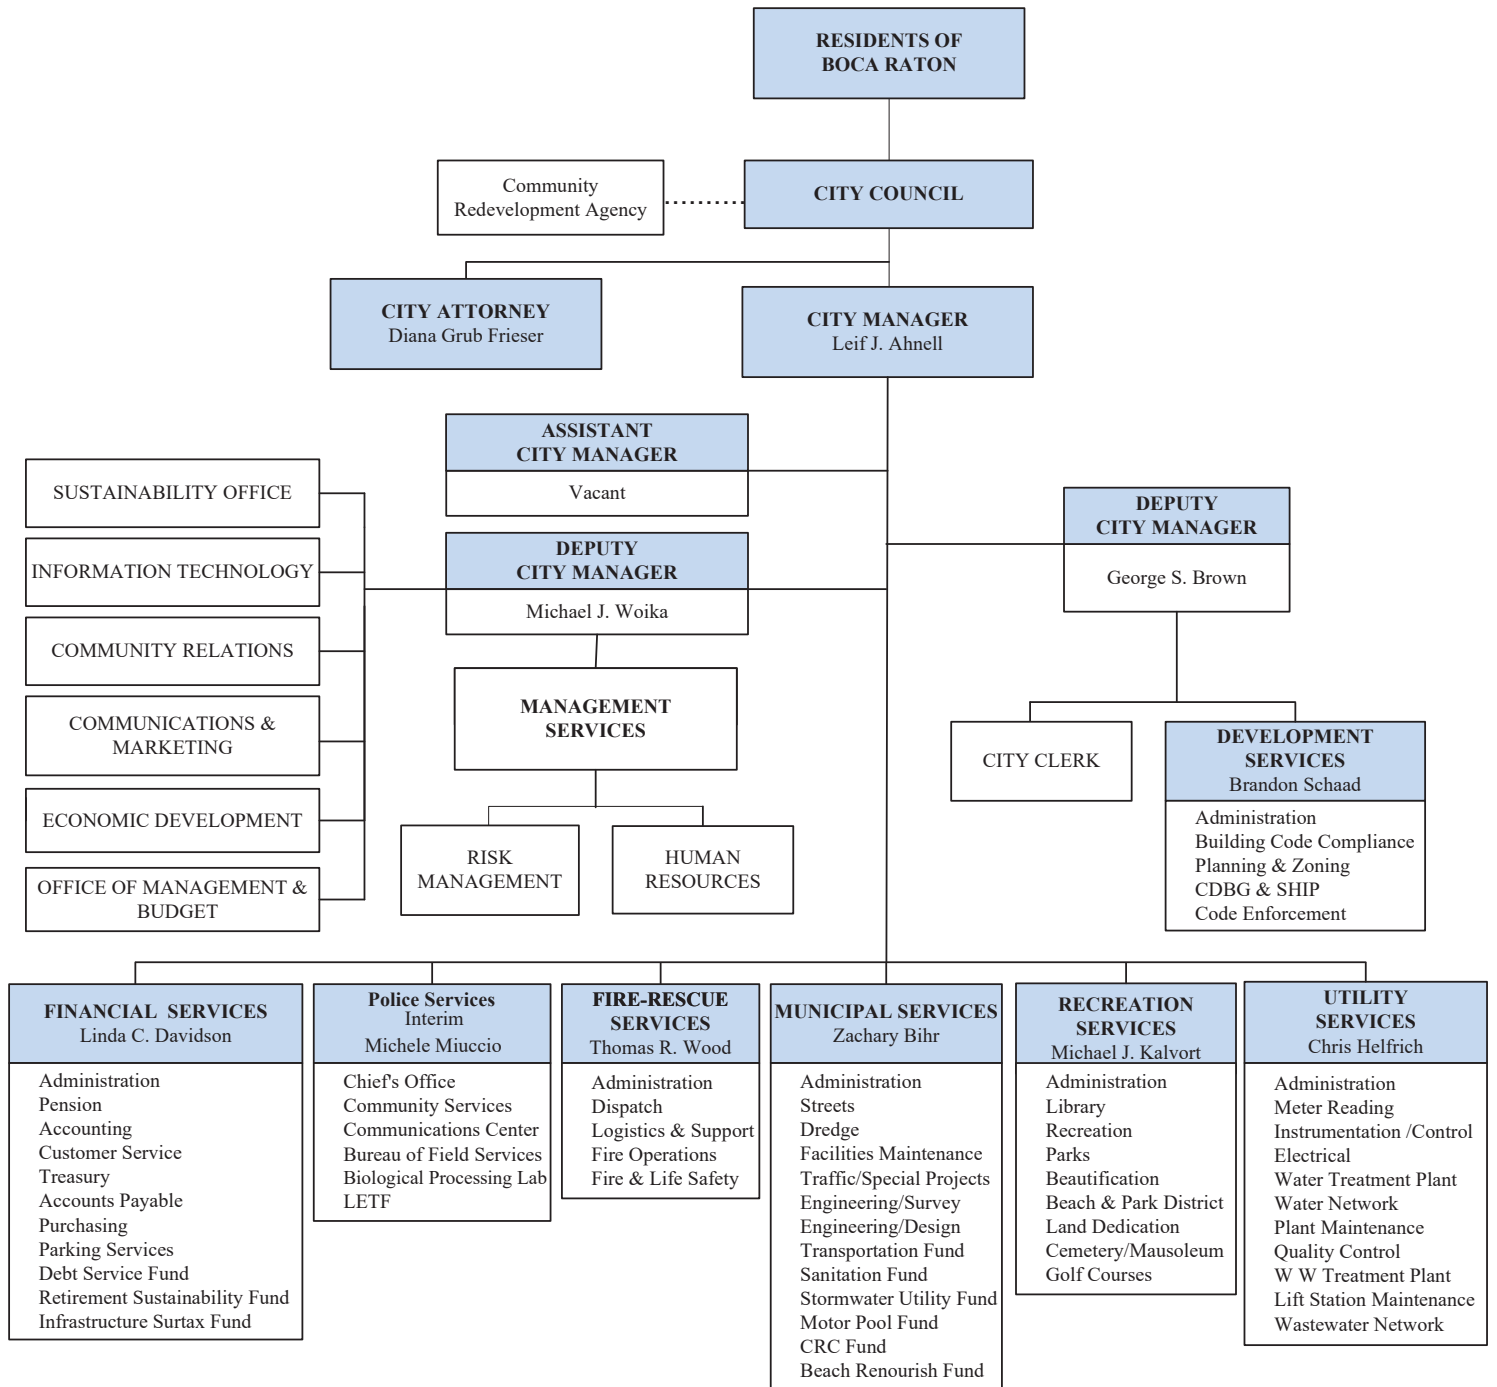 RESIDENTS OF
BOCA RATON
Community
Redevelopment Agency
CITY COUNCIL
CITY ATTORNEY
Diana Grub Frieser
CITY MANAGER
Leif J. Ahnell
ASSISTANT
CITY MANAGER
Vacant
DEPUTY
CITY MANAGER
Michael J. Woika
DEPUTY
CITY MANAGER
George S. Brown
SUSTAINABILITY OFFICE
INFORMATION TECHNOLOGY
COMMUNITY RELATIONS
COMMUNICATIONS &
MARKETING
ECONOMIC DEVELOPMENT
OFFICE OF MANAGEMENT &
BUDGET
MANAGEMENT
SERVICES
RISK
MANAGEMENT
HUMAN
RESOURCES
CITY CLERK
DEVELOPMENT
SERVICES
Brandon Schaad
Administration
Building Code Compliance
Planning & Zoning
CDBG & SHIP
Code Enforcement
FINANCIAL SERVICES
Linda C. Davidson
Administration
Pension
Accounting
Customer Service
Treasury
Accounts Payable
Purchasing
Parking Services
Debt Service Fund
Retirement Sustainability Fund
Infrastructure Surtax Fund
Police Services
Interim
Michele Miuccio
Chief's Office
Community Services
Communications Center
Bureau of Field Services
Biological Processing Lab
LETF
FIRE-RESCUE
SERVICES
Thomas R. Wood
Administration
Dispatch
Logistics & Support
Fire Operations
Fire & Life Safety
MUNICIPAL SERVICES
Zachary Bihr
Administration
Streets
Dredge
Facilities Maintenance
Traffic/Special Projects
Engineering/Survey
Engineering/Design
Transportation Fund
Sanitation Fund
Stormwater Utility Fund
Motor Pool Fund
CRC Fund
Beach Renourish Fund
RECREATION
SERVICES
Michael J. Kalvort
Administration
Library
Recreation
Parks
Beautification
Beach & Park District
Land Dedication
Cemetery/Mausoleum
Golf Courses
UTILITY
SERVICES
Chris Helfrich
Administration
Meter Reading
Instrumentation /Control
Electrical
Water Treatment Plant
Water Network
Plant Maintenance
Quality Control
W W Treatment Plant
Lift Station Maintenance
Wastewater Network